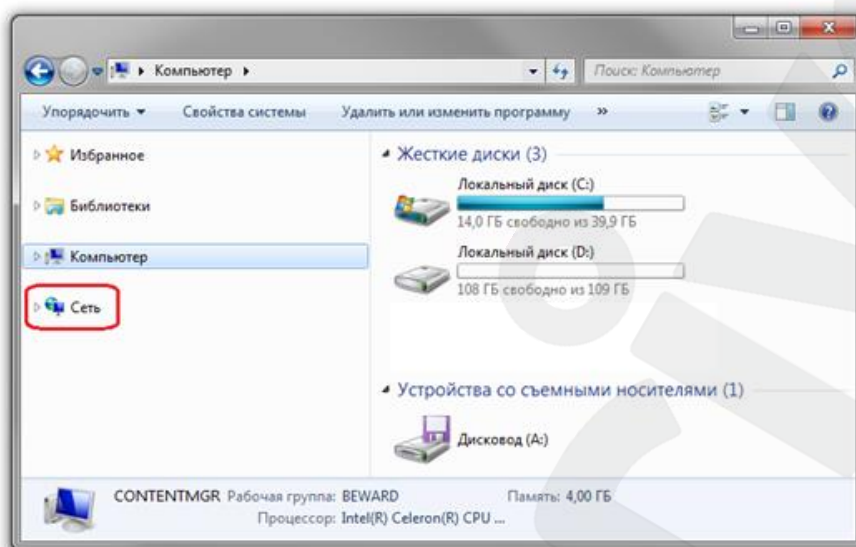 Компьютер
Поиск: Компьютер
Упорядочить
Свойства системы
Удалить или изменить программу
»
Избранное
Библиотеки
Компьютер
Сеть
Жесткие диски (3)
Локальный диск (C:)
14,0 ГБ свободно из 39,9 ГБ
Локальный диск (D:)
108 ГБ свободно из 109 ГБ
Устройства со съемными носителями (1)
Дисковод (A:)
CONTENTMGR Рабочая группа: BEWARD Память: 4,00 ГБ
Процессор: Intel(R) Celeron(R) CPU ...